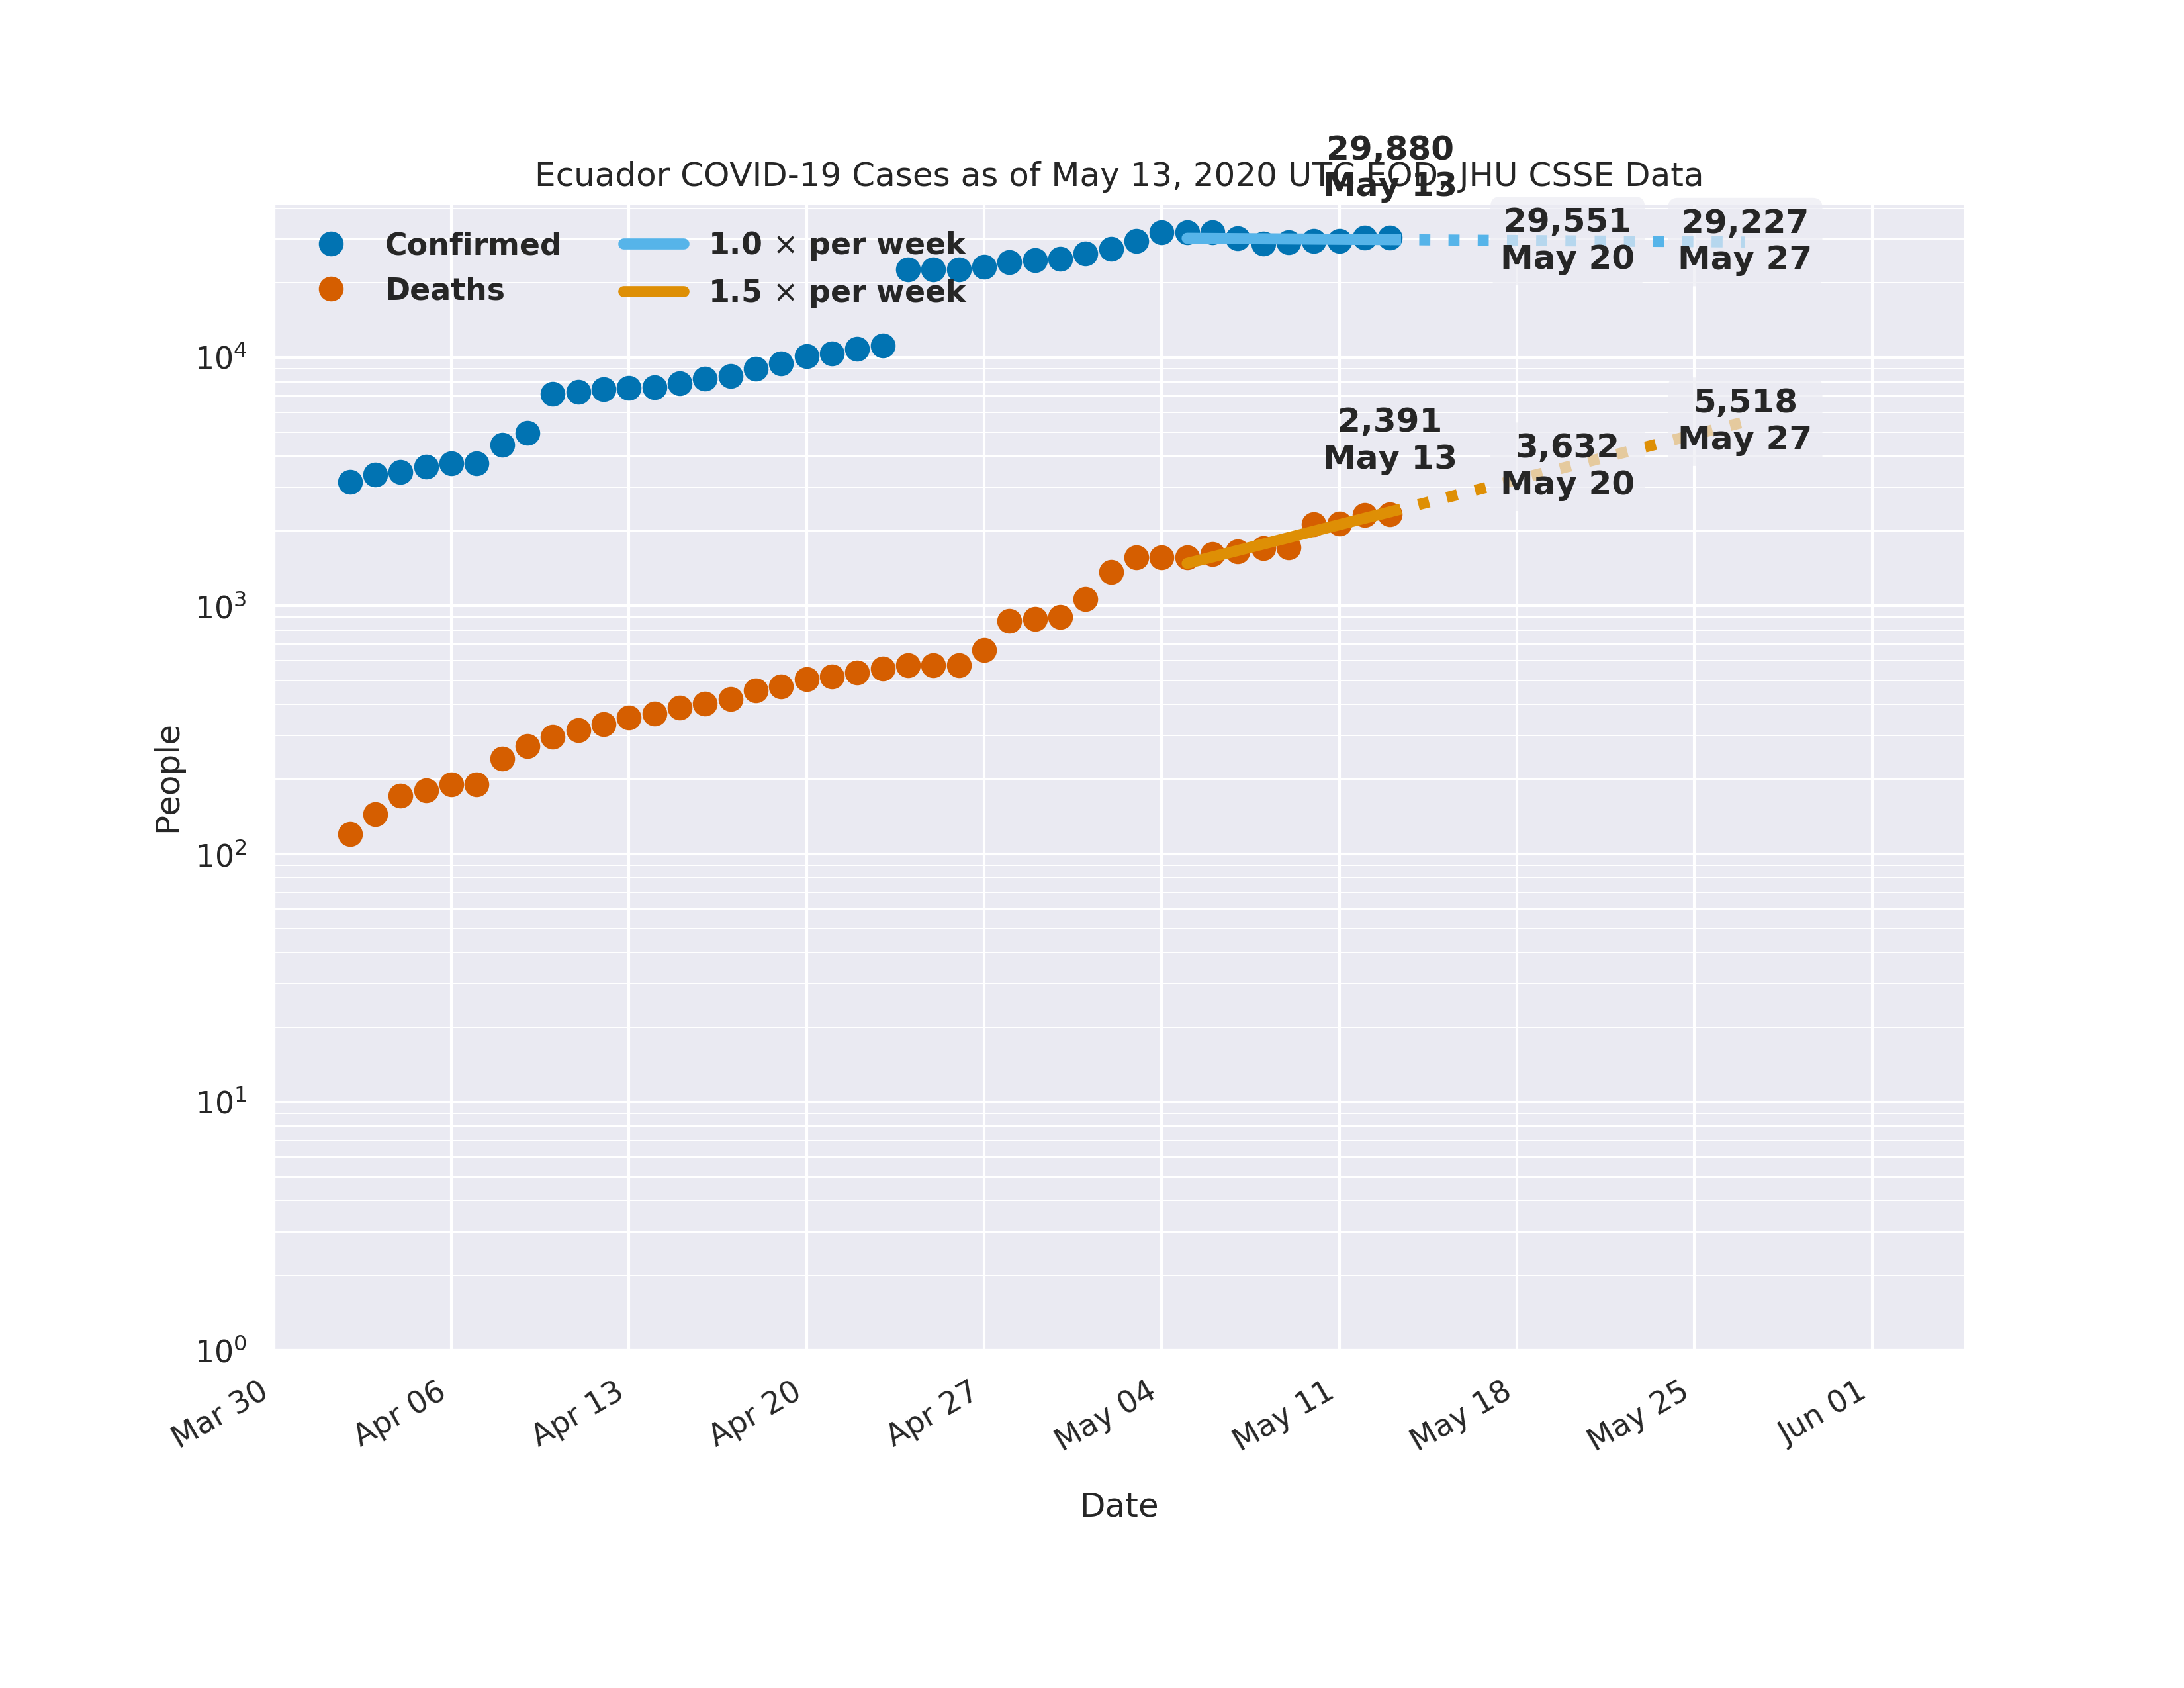 29,880
May 13
Ecuador COVID-19 Cases as of May 13, 2020 UTC EOD, JHU CSSE Data
Confirmed
Deaths
1.0 × per week
1.5 × per week
29,551
May 20
29,227
May 27
2,391
May 13
3,632
May 20
5,518
May 27
People
10⁴
10³
10²
10¹
10⁰
Mar 30
Apr 06
Apr 13
Apr 20
Apr 27
May 04
May 11
May 18
May 25
Jun 01
Date